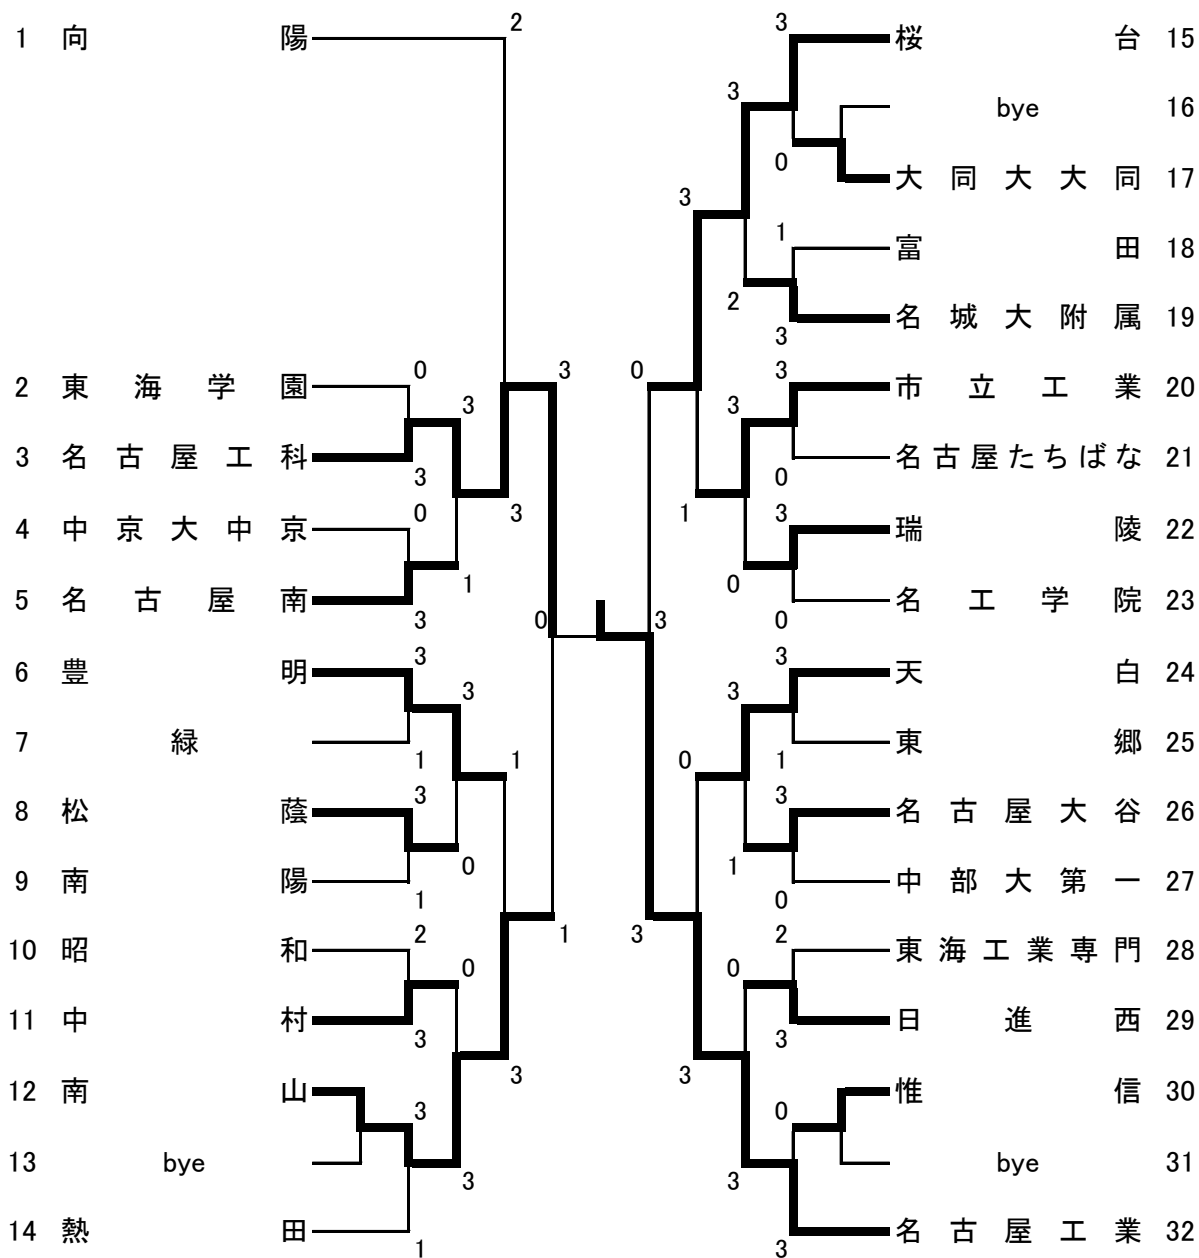 1 向陽
2 東海学園
3 名古屋工科
4 中京大中京
5 名古屋南
6 豊明
7 緑
8 松蔭
9 南陽
10 昭和
11 中村
12 南山
13 bye
14 熱田
2
0
3
3
0
3
1
3
3
3
3
1
3
1
0
1
2
0
3
3
3
1
3
1
3
1
0
3
0
3
3
3
0
3
1
2
3
3
3
0
1
3
0
0
3
3
0
1
3
1
0
3
2
0
3
3
0
3
3
桜台 15
bye 16
大同大大同 17
富田 18
名城大附属 19
市立工業 20
名古屋たちばな 21
瑞陵 22
名工学院 23
天白 24
東郷 25
名古屋大谷 26
中部大第一 27
東海工業専門 28
日進西 29
惟信 30
bye 31
名古屋工業 32